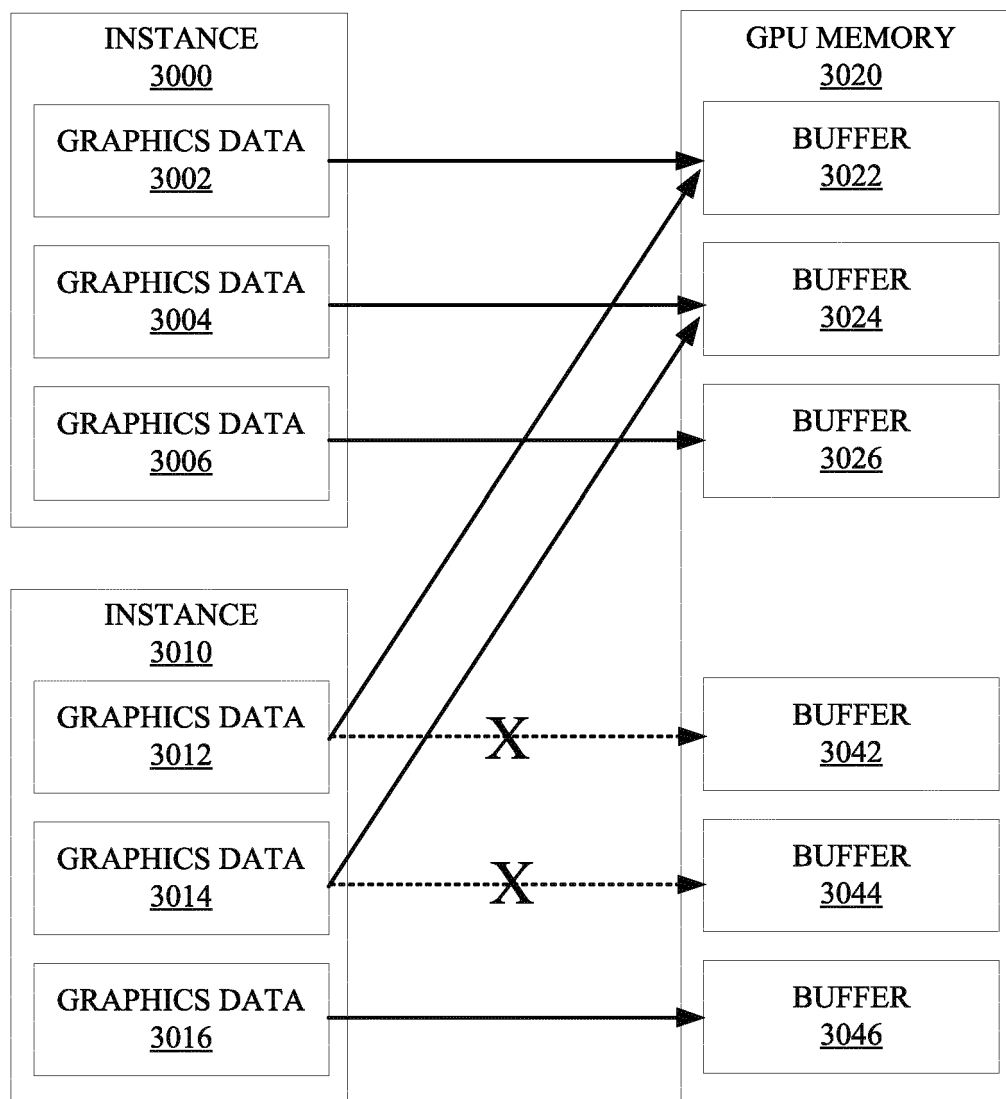 INSTANCE
3000
GRAPHICS DATA
3002
GRAPHICS DATA
3004
GRAPHICS DATA
3006
INSTANCE
3010
GRAPHICS DATA
3012
GRAPHICS DATA
3014
GRAPHICS DATA
3016
X
X
GPU MEMORY
3020
BUFFER
3022
BUFFER
3024
BUFFER
3026
BUFFER
3042
BUFFER
3044
BUFFER
3046